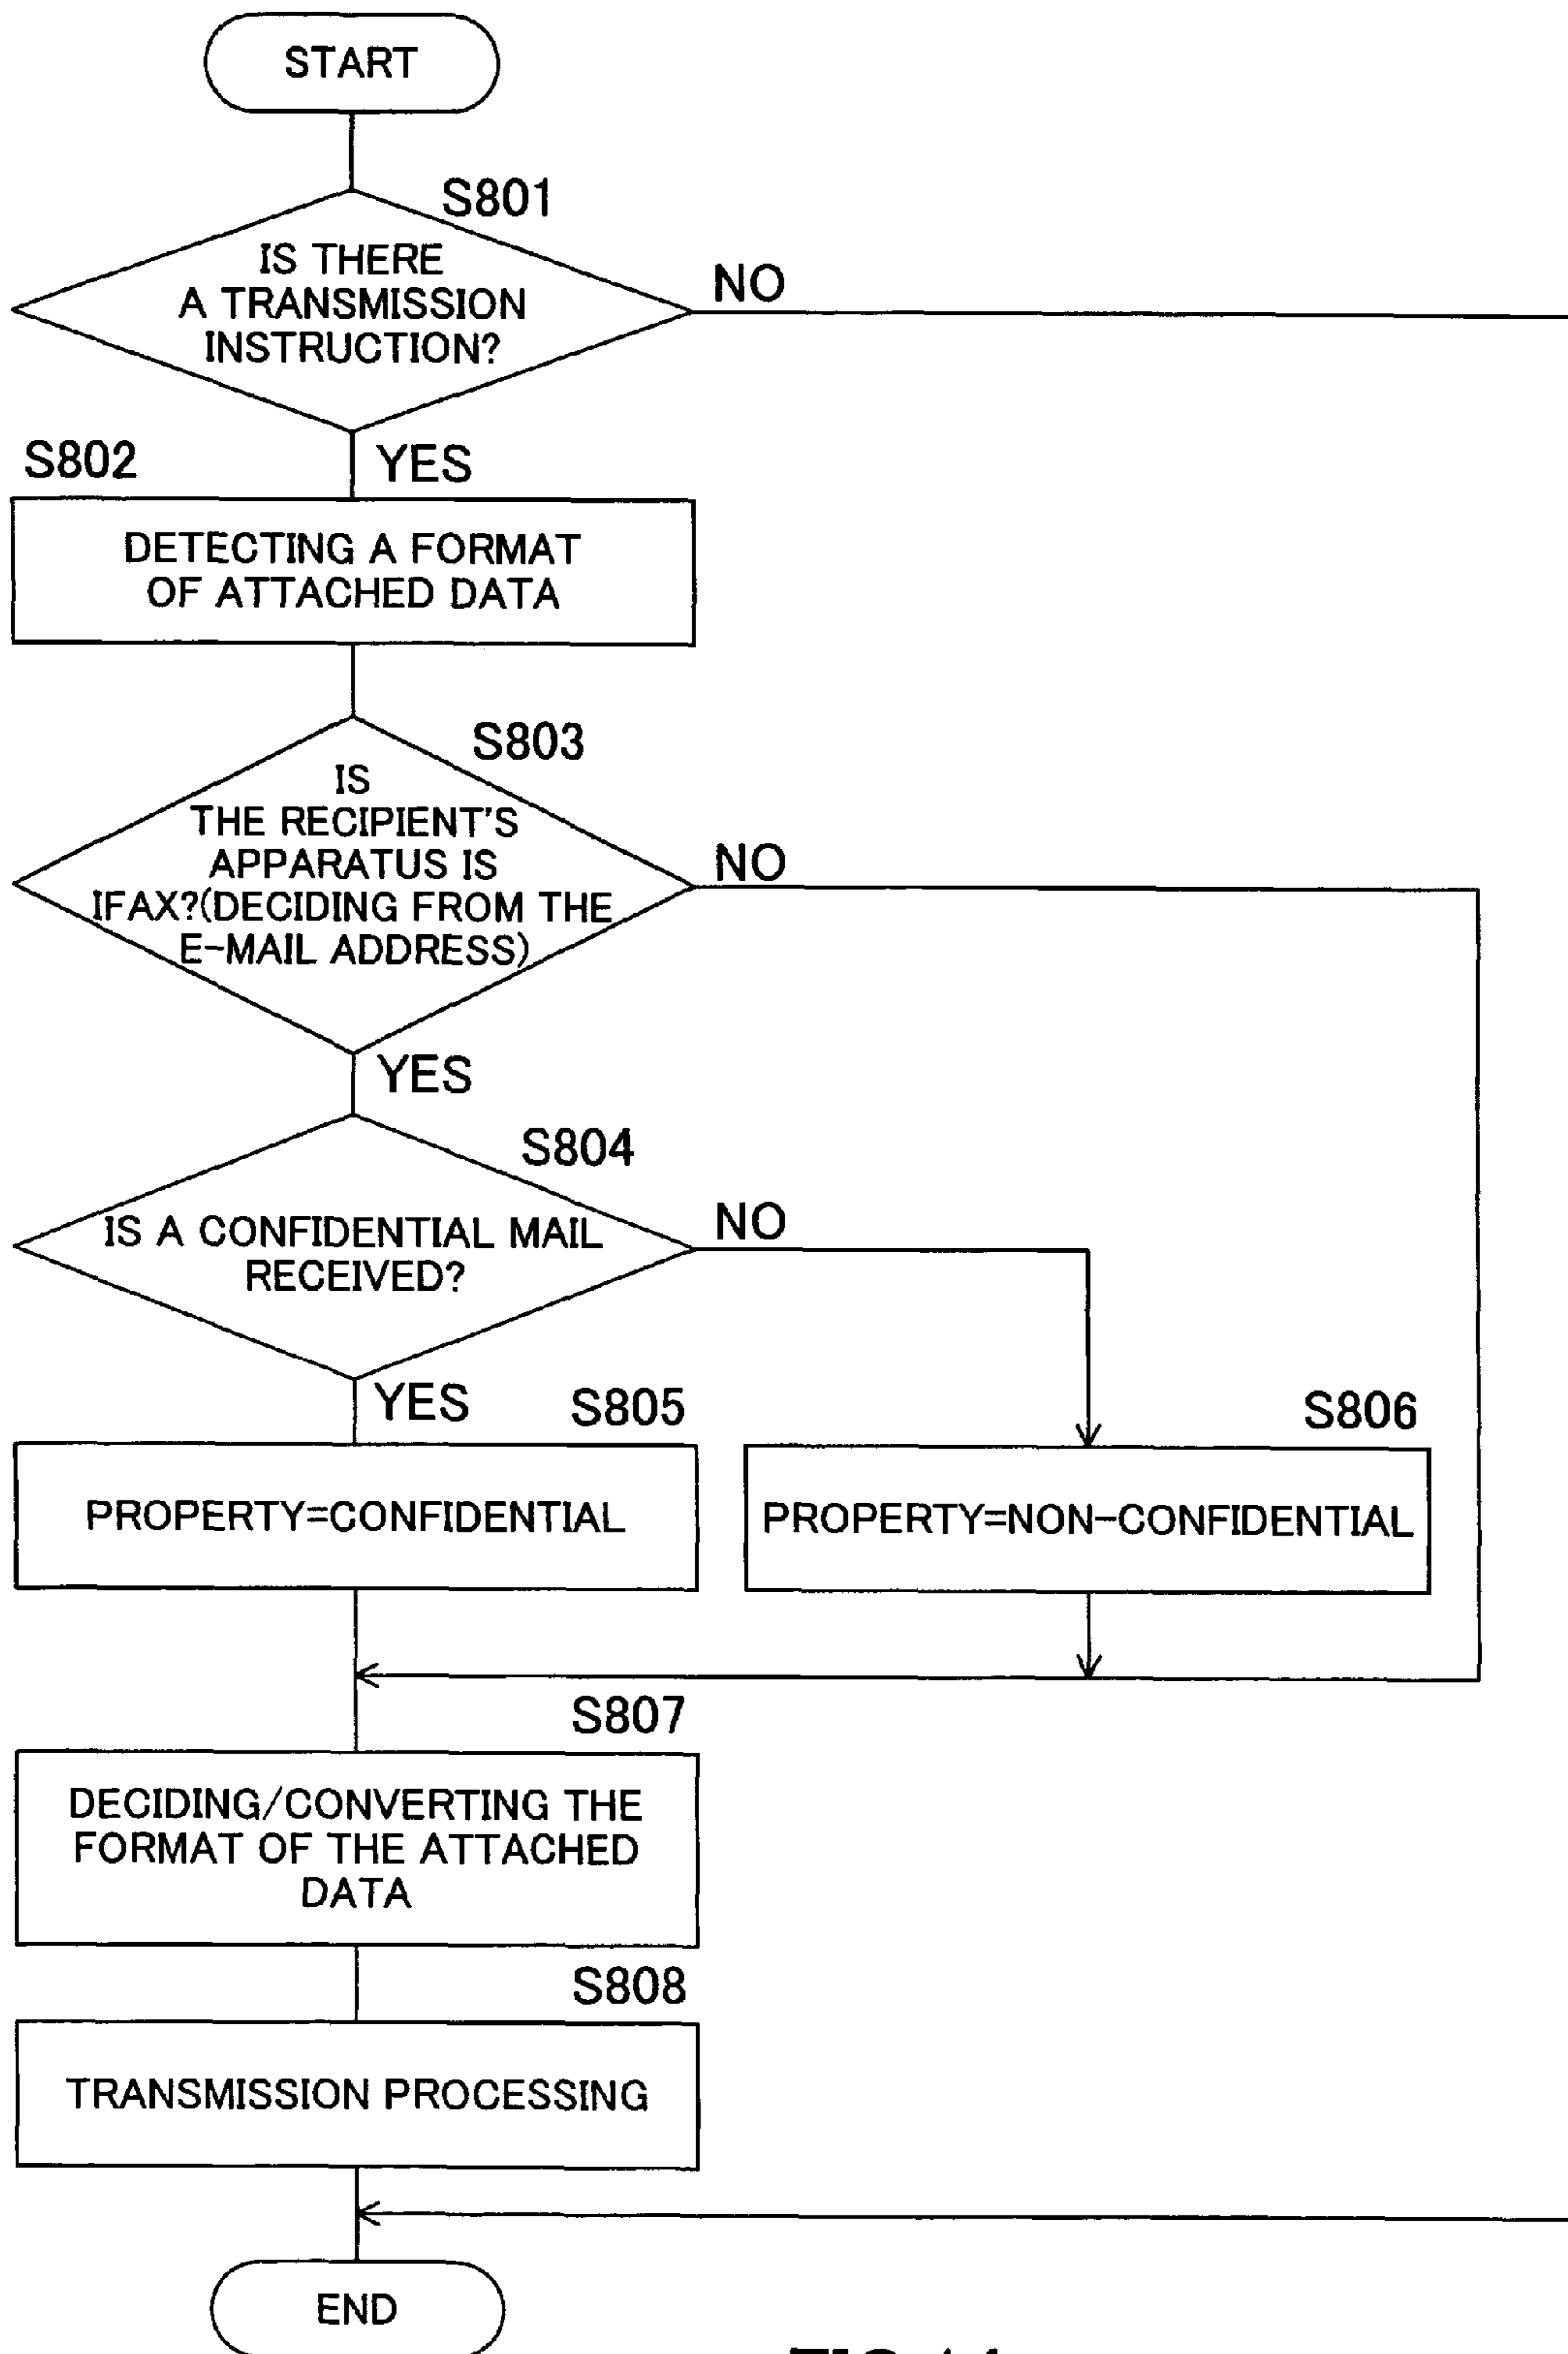 START
S801
IS THERE
A TRANSMISSION
INSTRUCTION?
NO
YES
S802
DETECTING A FORMAT
OF ATTACHED DATA
S803
IS
THE RECIPIENT'S
APPARATUS IS
IFAX?(DECIDING FROM THE
E-MAIL ADDRESS)
NO
YES
S804
IS A CONFIDENTIAL MAIL
RECEIVED?
NO
YES
S805
PROPERTY=CONFIDENTIAL
S806
PROPERTY=NON-CONFIDENTIAL
S807
DECIDING/CONVERTING THE
FORMAT OF THE ATTACHED
DATA
S808
TRANSMISSION PROCESSING
END